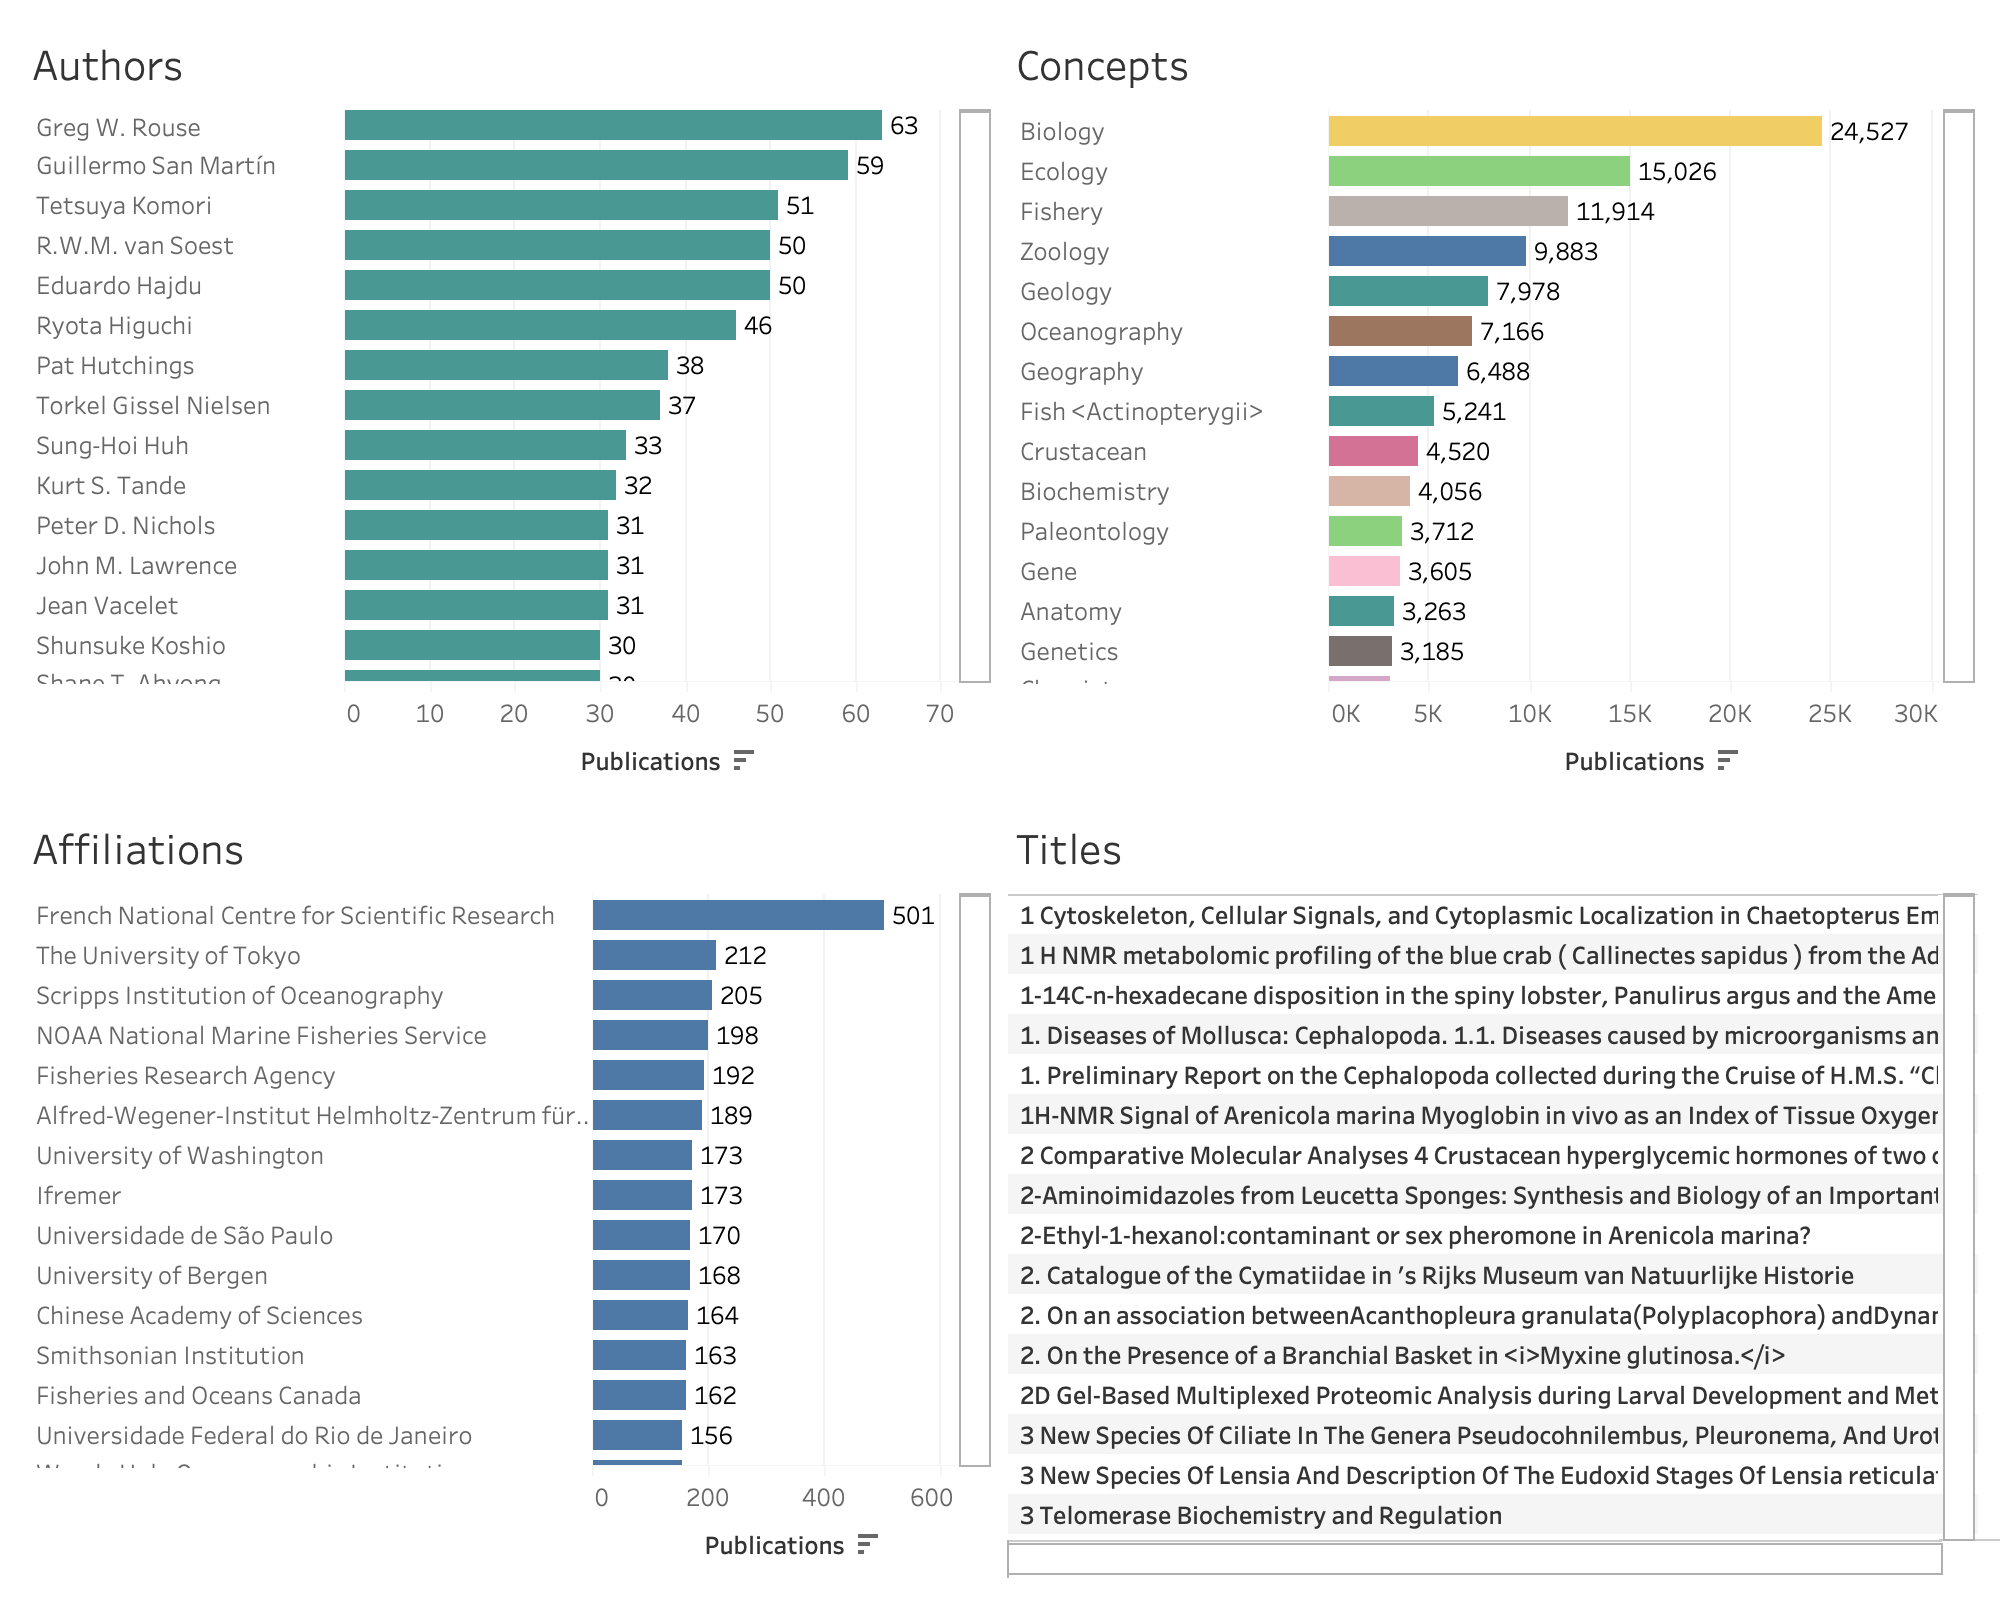 Authors
Greg W. Rouse 63
Guillermo San Martín 59
Tetsuya Komori 51
R.W.M. van Soest 50
Eduardo Hajdu 50
Ryota Higuchi 46
Pat Hutchings 38
Torkel Gissel Nielsen 37
Sung-Hoi Huh 33
Kurt S. Tande 32
Peter D. Nichols 31
John M. Lawrence 31
Jean Vacelet 31
Shunsuke Koshio 30
Shane T. Ahyong 30
0 10 20 30 40 50 60 70
Publications
Concepts
Biology 24,527
Ecology 15,026
Fishery 11,914
Zoology 9,883
Geology 7,978
Oceanography 7,166
Geography 6,488
Fish <Actinopterygii> 5,241
Crustacean 4,520
Biochemistry 4,056
Paleontology 3,712
Gene 3,605
Anatomy 3,263
Genetics 3,185
0K 5K 10K 15K 20K 25K 30K
Publications
Affiliations
French National Centre for Scientific Research 501
The University of Tokyo 212
Scripps Institution of Oceanography 205
NOAA National Marine Fisheries Service 198
Fisheries Research Agency 192
Alfred-Wegener-Institut Helmholtz-Zentrum für.. 189
University of Washington 173
Ifremer 173
Universidade de São Paulo 170
University of Bergen 168
Chinese Academy of Sciences 164
Smithsonian Institution 163
Fisheries and Oceans Canada 162
Universidade Federal do Rio de Janeiro 156
0 200 400 600
Publications
Titles
1 Cytoskeleton, Cellular Signals, and Cytoplasmic Localization in Chaetopterus Em
1 H NMR metabolomic profiling of the blue crab ( Callinectes sapidus ) from the Ad
1-14C-n-hexadecane disposition in the spiny lobster, Panulirus argus and the Ame
1. Diseases of Mollusca: Cephalopoda. 1.1. Diseases caused by microorganisms an
1. Preliminary Report on the Cephalopoda collected during the Cruise of H.M.S. “Cl
1H-NMR Signal of Arenicola marina Myoglobin in vivo as an Index of Tissue Oxyger
2 Comparative Molecular Analyses 4 Crustacean hyperglycemic hormones of two
2-Aminoimidazoles from Leucetta Sponges: Synthesis and Biology of an Important
2-Ethyl-1-hexanol:contaminant or sex pheromone in Arenicola marina?
2. Catalogue of the Cymatiidae in ’s Rijks Museum van Natuurlijke Historie
2. On an association betweenAcanthopleura granulata(Polyplacophora) andDynar
2. On the Presence of a Branchial Basket in <i>Myxine glutinosa.</i>
2D Gel-Based Multiplexed Proteomic Analysis during Larval Development and Met
3 New Species Of Ciliate In The Genera Pseudocohnilembus, Pleuronema, And Urot
3 New Species Of Lensia And Description Of The Eudoxid Stages Of Lensia reticulat
3 Telomerase Biochemistry and Regulation